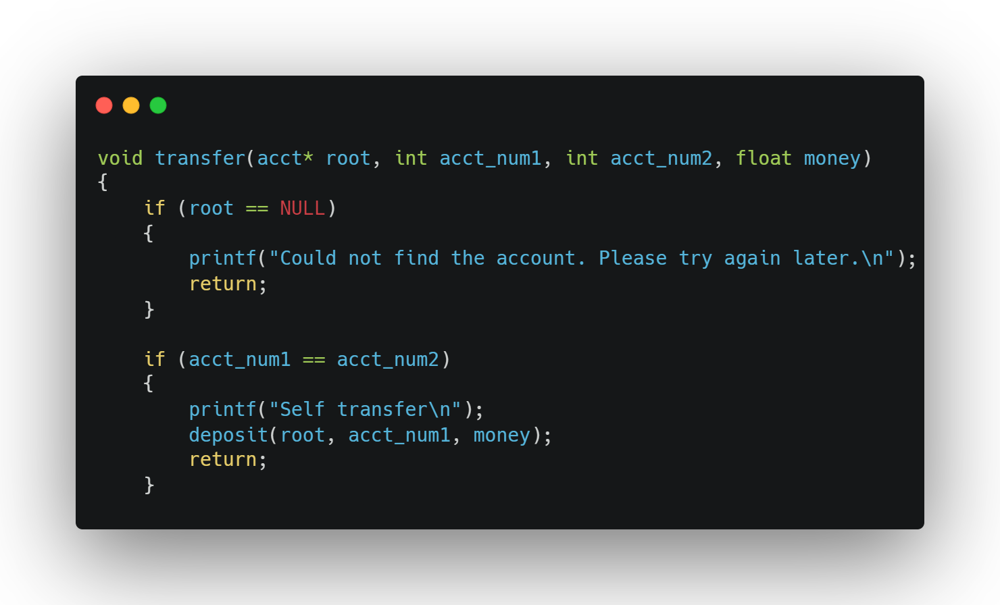 void transfer(acct* root, int acct_num1, int acct_num2, float money)
{
    if (root == NULL)
    {
        printf("Could not find the account. Please try again later.\n");
        return;
    }

    if (acct_num1 == acct_num2)
    {
        printf("Self transfer\n");
        deposit(root, acct_num1, money);
        return;
    }